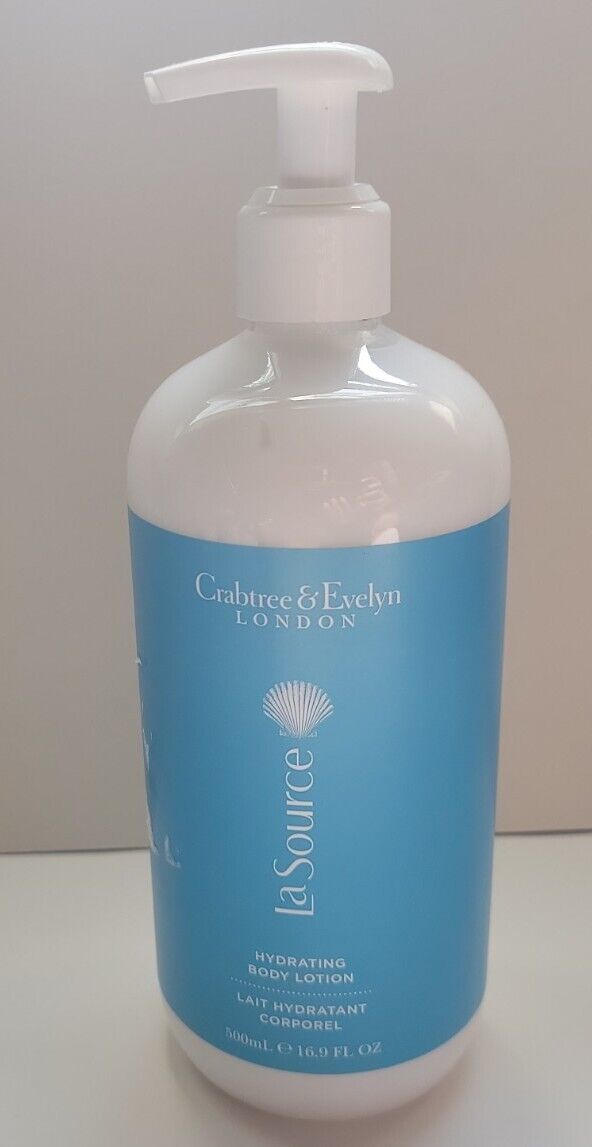 Crabtree & Evelyn
LONDON
La Source
HYDRATING
BODY LOTION
LAIT HYDRATANT
CORPOREL
500mL ℮ 16.9 FL OZ